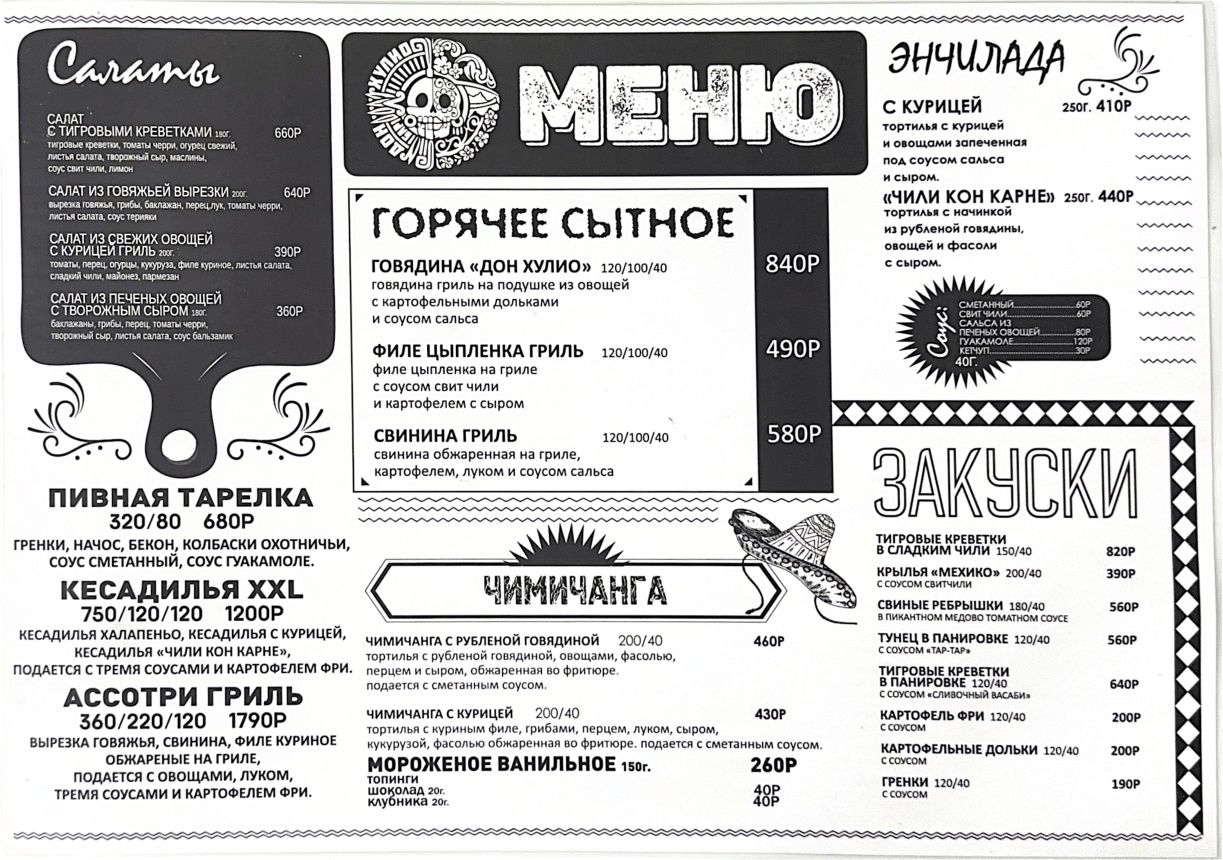 Салаты
САЛАТ
С ТИГРОВЫМИ КРЕВЕТКАМИ 180г. 660Р
тигровые креветки, томаты черри, огурец свежий,
листья салата, творожный сыр, маслины,
соус свит чили, лимон
САЛАТ ИЗ ГОВЯЖЬЕЙ ВЫРЕЗКИ 200г. 640Р
вырезка говяжья, грибы, баклажан, перец,лук, томаты черри,
листья салата, соус терияки
САЛАТ ИЗ СВЕЖИХ ОВОЩЕЙ
С КУРИЦЕЙ ГРИЛЬ 200г. 390Р
томаты, перец, огурцы, кукуруза, филе куриное, листья салата,
сладкий чили, майонез, пармезан
САЛАТ ИЗ ПЕЧЕНЫХ ОВОЩЕЙ
С ТВОРОЖНЫМ СЫРОМ 180г. 360Р
баклажаны, грибы, перец, томаты черри,
творожный сыр, листья салата, соус бальзамик
ПИВНАЯ ТАРЕЛКА
320/80 680Р
ГРЕНКИ, НАЧОС, БЕКОН, КОЛБАСКИ ОХОТНИЧЬИ,
СОУС СМЕТАННЫЙ, СОУС ГУАКАМОЛЕ.
КЕСАДИЛЬЯ XXL
750/120/120 1200Р
КЕСАДИЛЬЯ ХАЛАПЕНЬО, КЕСАДИЛЬЯ С КУРИЦЕЙ,
КЕСАДИЛЬЯ «ЧИЛИ КОН КАРНЕ»,
ПОДАЕТСЯ С ТРЕМЯ СОУСАМИ И КАРТОФЕЛЕМ ФРИ.
АССОТРИ ГРИЛЬ
360/220/120 1790Р
ВЫРЕЗКА ГОВЯЖЬЯ, СВИНИНА, ФИЛЕ КУРИНОЕ
ОБЖАРЕНЫЕ НА ГРИЛЕ,
ПОДАЕТСЯ С ОВОЩАМИ, ЛУКОМ,
ТРЕМЯ СОУСАМИ И КАРТОФЕЛЕМ ФРИ.
МЕНЮ
ГОРЯЧЕЕ СЫТНОЕ
ГОВЯДИНА «ДОН ХУЛИО» 120/100/40 840Р
говядина гриль на подушке из овощей
с картофельными дольками
и соусом сальса
ФИЛЕ ЦЫПЛЕНКА ГРИЛЬ 120/100/40 490Р
филе цыпленка на гриле
с соусом свит чили
и картофелем с сыром
СВИНИНА ГРИЛЬ 120/100/40 580Р
свинина обжаренная на гриле,
картофелем, луком и соусом сальса
ЧИМИЧАНГА
ЧИМИЧАНГА С РУБЛЕНОЙ ГОВЯДИНОЙ 200/40 460Р
тортилья с рубленой говядиной, овощами, фасолью,
перцем и сыром, обжаренная во фритюре.
подается с сметанным соусом.
ЧИМИЧАНГА С КУРИЦЕЙ 200/40 430Р
тортилья с куриным филе, грибами, перцем, луком, сыром,
кукурузой, фасолью обжаренная во фритюре. подается с сметанным соусом.
МОРОЖЕНОЕ ВАНИЛЬНОЕ 150г. 260Р
ТОПИНГИ
ШОКОЛАД 20г. 40Р
КЛУБНИКА 20г. 40Р
ЭНЧИЛАДА
С КУРИЦЕЙ 250Г. 410Р
тортилья с курицей
и овощами запеченная
под соусом сальса
и сыром.
«ЧИЛИ КОН КАРНЕ» 250Г. 440Р
тортилья с начинкой
из рубленой говядины,
овощей и фасоли
с сыром.
Соус:
СМЕТАННЫЙ....................60Р
СВИТ ЧИЛИ....................60Р
САЛЬСА ИЗ
ПЕЧЕНЫХ ОВОЩЕЙ..........80Р
ГУАКАМОЛЕ....................120Р
КЕТЧУП....................30Р
40Г.
ЗАКУСКИ
ТИГРОВЫЕ КРЕВЕТКИ
В СЛАДКИМ ЧИЛИ 150/40 820Р
КРЫЛЬЯ «МЕХИКО» 200/40 390Р
С СОУСОМ СВИТЧИЛИ
СВИНЫЕ РЕБРЫШКИ 180/40 560Р
В ПИКАНТНОМ МЕДОВО ТОМАТНОМ СОУСЕ
ТУНЕЦ В ПАНИРОВКЕ 120/40 560Р
С СОУСОМ «ТАР-ТАР»
ТИГРОВЫЕ КРЕВЕТКИ
В ПАНИРОВКЕ 120/40 640Р
С СОУСОМ «СЛИВОЧНЫЙ ВАСАБИ»
КАРТОФЕЛЬ ФРИ 120/40 200Р
С СОУСОМ
КАРТОФЕЛЬНЫЕ ДОЛЬКИ 120/40 200Р
С СОУСОМ
ГРЕНКИ 120/40 190Р
С СОУСОМ